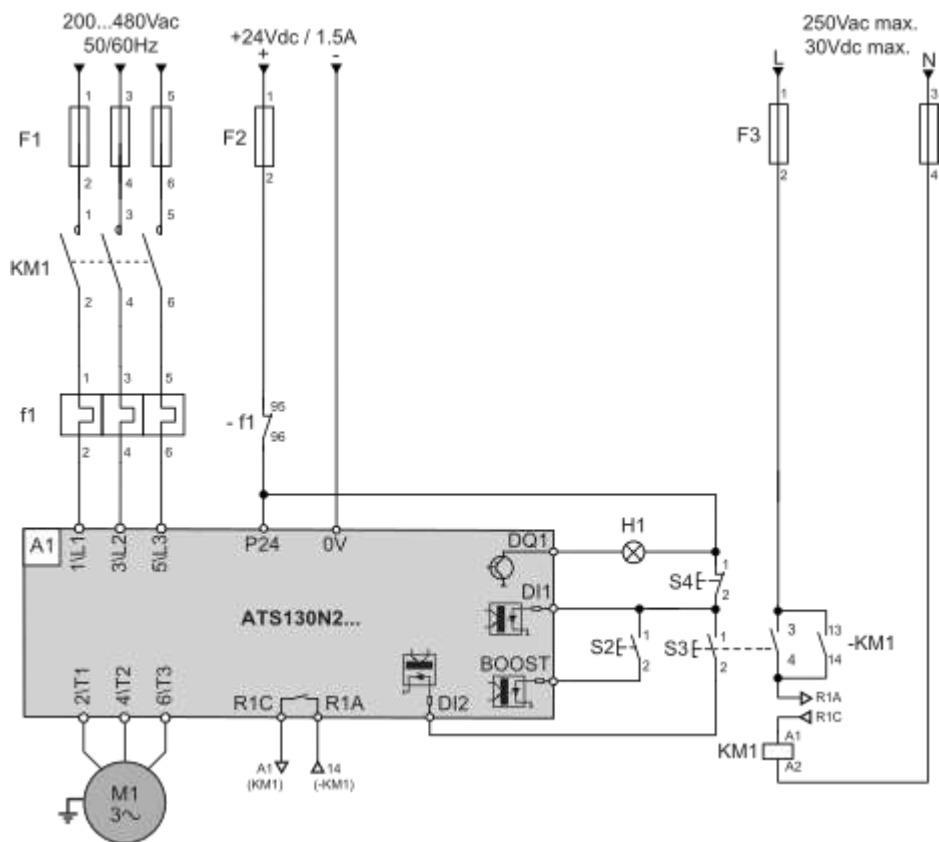 200...480Vac
50/60Hz
+24Vdc / 1.5A
+ -
250Vac max.
30Vdc max.
L N
1 3 5 1 1 3
F1 F2 F3
2 4 6 2 2 4
1 3 5
KM1
2 4 6
1 3 5 95
f1 - f1
96
2 4 6
A1 1\L1 3\L2 5\L3 P24 0V DQ1 H1
1
S4
2
DI1
ATS130N2...
1 1 3 13
S2 S3 -KM1
2 2 4 14
BOOST
2\T1 4\T2 6\T3 R1C R1A DI2
R1A
R1C
A1
KM1
A2
A1 14
(KM1) (-KM1)
M1
3~